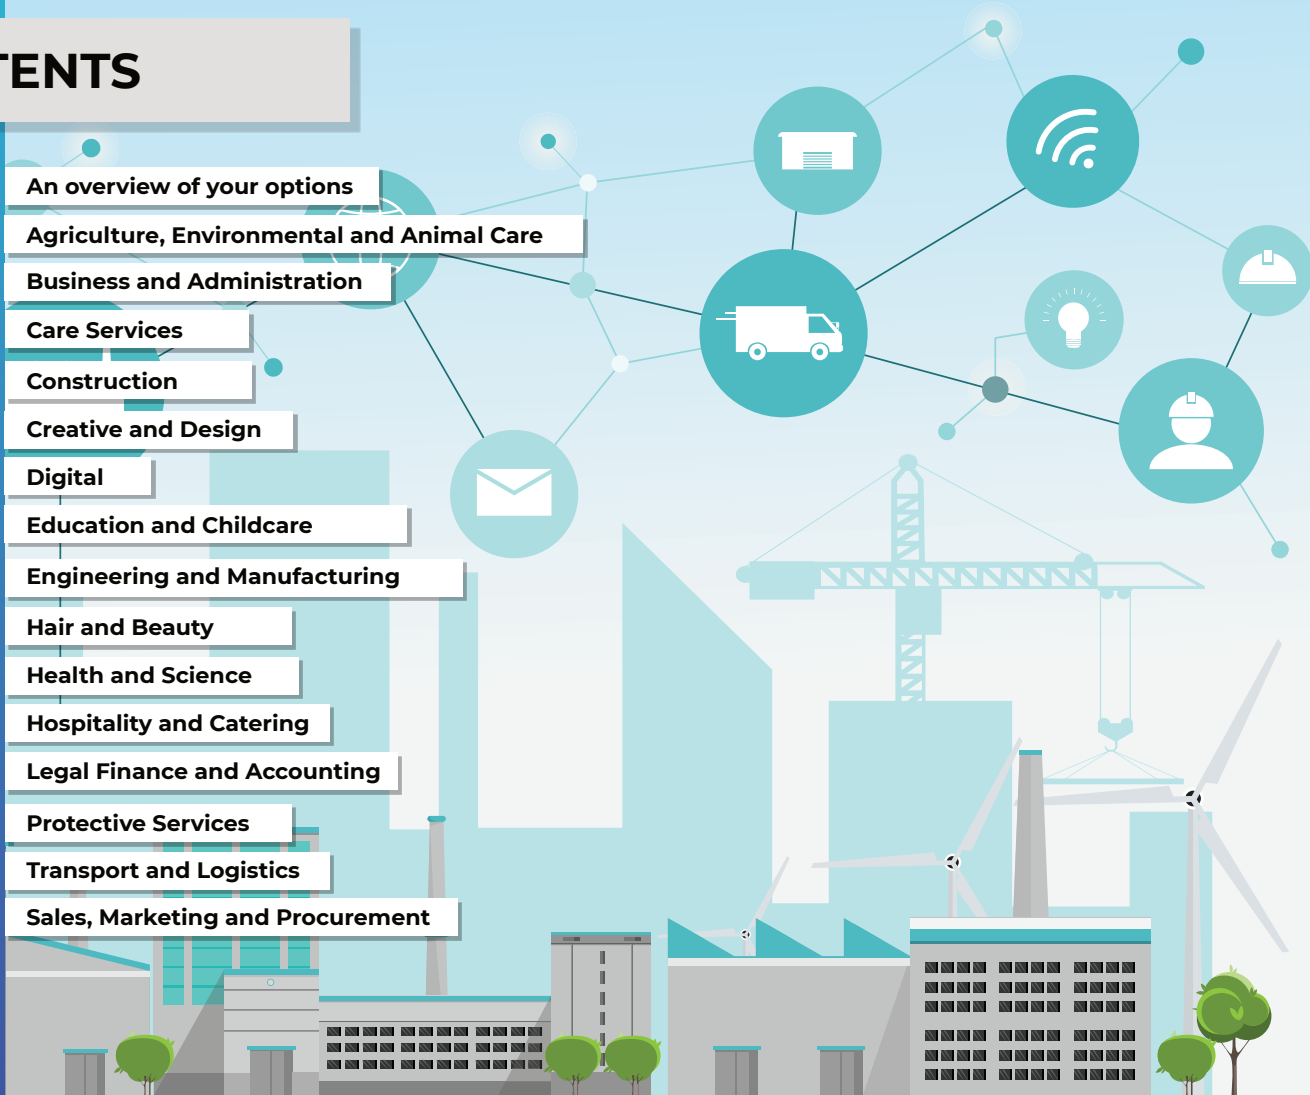 TENTS
An overview of your options
Agriculture, Environmental and Animal Care
Business and Administration
Care Services
Construction
Creative and Design
Digital
Education and Childcare
Engineering and Manufacturing
Hair and Beauty
Health and Science
Hospitality and Catering
Legal Finance and Accounting
Protective Services
Transport and Logistics
Sales, Marketing and Procurement